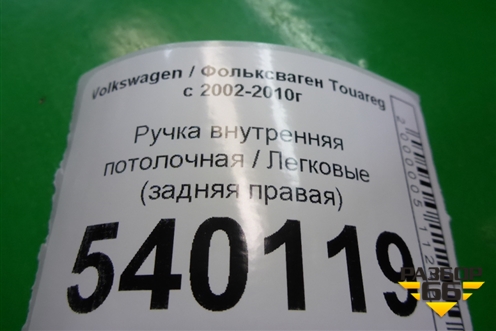 Volkswagen / Фольксваген Touareg
с 2002-2010г
Ручка внутренняя
потолочная / Легковые
(задняя правая)
540119
РАЗБОР
66